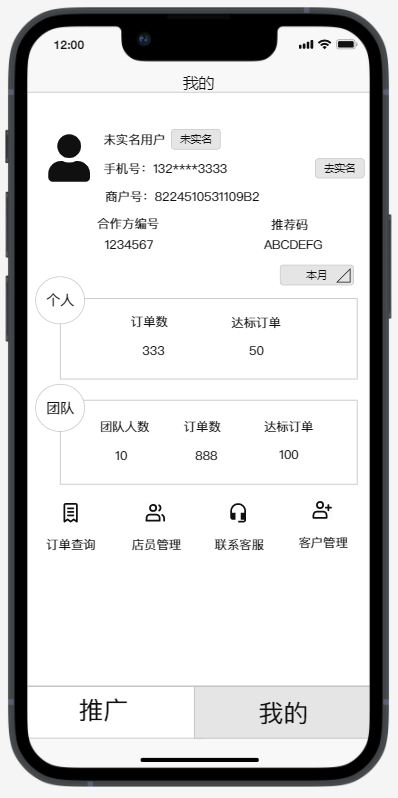 12:00
我的
未实名用户 未实名
手机号：132****3333 去实名
商户号：8224510531109B2
合作方编号 推荐码
1234567 ABCDEFG
本月
个人
订单数 达标订单
333 50
团队
团队人数 订单数 达标订单
10 888 100
订单查询 店员管理 联系客服 客户管理
推广 我的